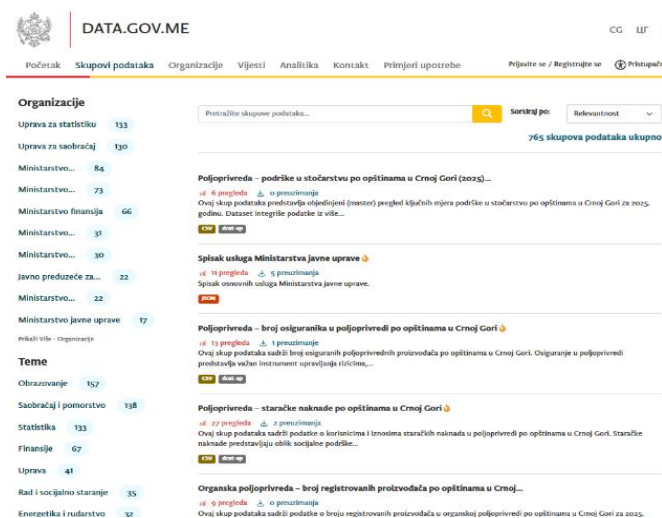 DATA.GOV.ME
CG ЦГ
Početak Skupovi podataka Organizacije Vijesti Analitika Kontakt Primjeri upotrebe Prijavite se / Registrujte se Pristupač
Organizacije
Uprava za statistiku 133
Uprava za saobraćaj 130
Ministarstvo... 84
Ministarstvo... 73
Ministarstvo finansija 66
Ministarstvo... 31
Ministarstvo... 30
Javno preduzeće za... 22
Ministarstvo... 22
Ministarstvo javne uprave 17
Prikaži Više - Organizacije
Teme
Obrazovanje 157
Saobraćaj i pomorstvo 138
Statistika 133
Finansije 67
Uprava 41
Rad i socijalno staranje 35
Energetika i rudarstvo 32
Pretražite skupove podataka...
Sortiraj po: Relevantnost
765 skupova podataka ukupno
Poljoprivreda – podrške u stočarstvu po opštinama u Crnoj Gori (2025)...
6 pregleda 0 preuzimanja
Ovaj skup podataka predstavlja objedinjeni (master) pregled ključnih mjera podrške u stočarstvu po opštinama u Crnoj Gori za 2025.
godinu. Dataset integriše podatke iz više...
CSV dcat-ap
Spisak usluga Ministarstva javne uprave
11 pregleda 5 preuzimanja
Spisak osnovnih usluga Ministarstva javne uprave.
JSON
Poljoprivreda – broj osiguranika u poljoprivredi po opštinama u Crnoj Gori
13 pregleda 1 preuzimanje
Ovaj skup podataka sadrži broj osiguranih poljoprivrednih proizvođača po opštinama u Crnoj Gori. Osiguranje u poljoprivredi
predstavlja važan instrument upravljanja rizicima,...
CSV dcat-ap
Poljoprivreda – staračke naknade po opštinama u Crnoj Gori
27 pregleda 2 preuzimanja
Ovaj skup podataka sadrži podatke o korisnicima i iznosima staračkih naknada u poljoprivredi po opštinama u Crnoj Gori. Staračke
naknade predstavljaju oblik socijalne podrške...
CSV dcat-ap
Organska poljoprivreda – broj registrovanih proizvođača po opštinama u Crnoj...
9 pregleda 0 preuzimanja
Ovaj skup podataka sadrži podatke o broju registrovanih proizvođača u organskoj poljoprivredi po opštinama u Crnoj Gori za 2025.